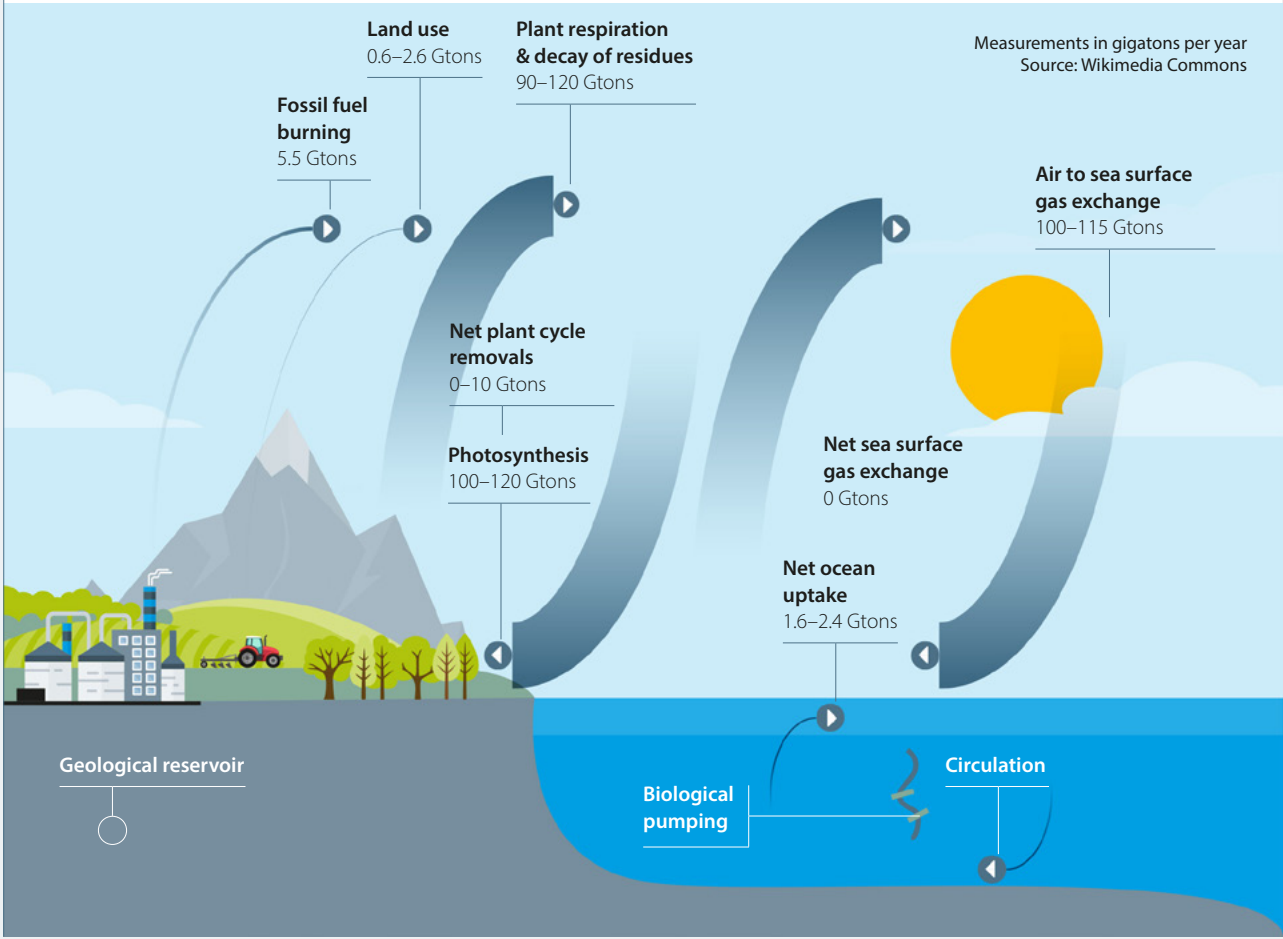 Land use
0.6–2.6 Gtons
Plant respiration
& decay of residues
90–120 Gtons
Measurements in gigatons per year
Source: Wikimedia Commons
Fossil fuel
burning
5.5 Gtons
Air to sea surface
gas exchange
100–115 Gtons
Net plant cycle
removals
0–10 Gtons
Photosynthesis
100–120 Gtons
Net sea surface
gas exchange
0 Gtons
Net ocean
uptake
1.6–2.4 Gtons
Geological reservoir
Biological
pumping
Circulation